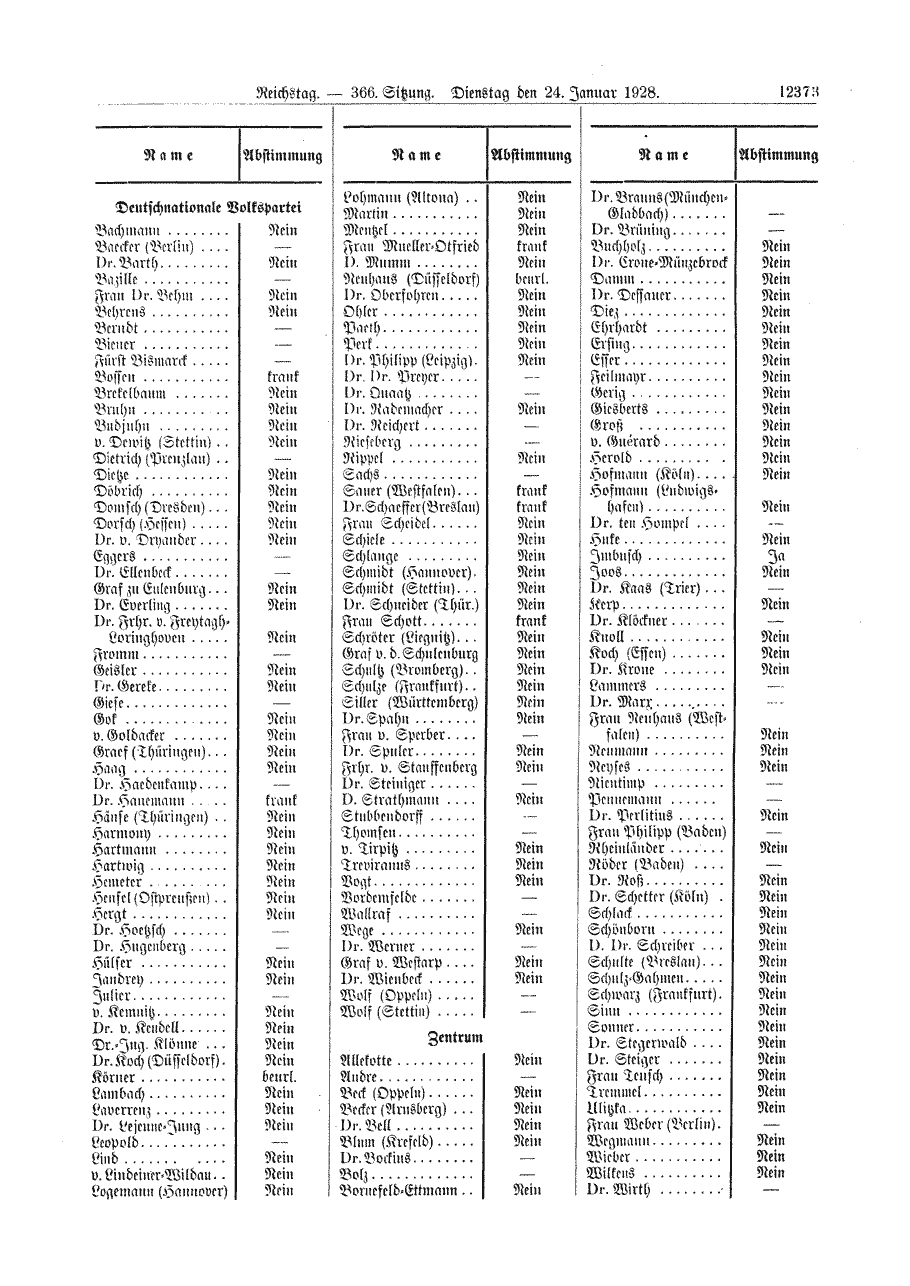 Reichstag. — 366. Sitzung. Dienstag den 24. Januar 1928. 12373
Name Abstimmung
Deutschnationale Volkspartei
Bachmann ........ Nein
Baecker (Berlin) .... —
Dr. Barth......... Nein
Bazille ........... —
Frau Dr. Behm .... Nein
Behrens .......... Nein
Berndt ........... —
Biener ........... —
Fürst Bismarck ..... —
Bossen ........... krank
Brekelbaum ....... Nein
Bruhn ........... Nein
Budjuhn .......... Nein
v. Dewitz (Stettin) .. Nein
Dietrich (Prenzlau) .. —
Dietze ............ Nein
Döbrich .......... Nein
Domsch (Dresden)... Nein
Dorsch (Hessen) ..... Nein
Dr. v. Dryander .... Nein
Eggers ........... —
Dr. Ellenbeck ....... —
Graf zu Eulenburg... Nein
Dr. Everling ....... Nein
Dr. Frhr. v. Freytagh-
Loringhoven ..... Nein
Fromm ........... —
Geisler ........... Nein
Dr. Gereke......... Nein
Giese............. —
Gok ............. Nein
v. Goldacker ....... Nein
Graef (Thüringen)... Nein
Haag ............ Nein
Dr. Haedenkamp.... —
Dr. Hanemann ..... krank
Hänse (Thüringen) .. Nein
Harmony ......... Nein
Hartmann ........ Nein
Hartwig .......... Nein
Hemeter .......... Nein
Hensel (Ostpreußen) .. Nein
Hergt ............ Nein
Dr. Hoetzsch ....... —
Dr. Hugenberg ..... —
Hülser ........... Nein
Jandrey .......... Nein
Julier............ —
v. Kemnitz......... Nein
Dr. v. Keudell...... Nein
Dr.-Ing. Klönne ... Nein
Dr. Koch (Düsseldorf). Nein
Körner ........... beurl.
Lambach .......... Nein
Laverrenz ......... Nein
Dr. Lejeune-Jung ... Nein
Leopold........... —
Lind ............ Nein
v. Lindeiner-Wildau.. Nein
Logemann (Hannover) Nein
Name Abstimmung
Lohmann (Altona) .. Nein
Martin ........... Nein
Mentzel ........... Nein
Frau Mueller-Otfried krank
D. Mumm ........ Nein
Neuhaus (Düsseldorf) beurl.
Dr. Oberfohren..... Nein
Ohler ............ Nein
Paeth............ Nein
Perk ............. Nein
Dr. Philipp (Leipzig). Nein
Dr. Dr. Preyer..... —
Dr. Quaatz ........ —
Dr. Rademacher .... Nein
Dr. Reichert ....... —
Rieseberg ......... —
Rippel ........... Nein
Sachs ............ —
Sauer (Westfalen)... krank
Dr. Schaeffer (Breslau) krank
Frau Scheidel...... Nein
Schiele ........... Nein
Schlange ......... Nein
Schmidt (Hannover). Nein
Schmidt (Stettin)... Nein
Dr. Schneider (Thür.) Nein
Frau Schott........ krank
Schröter (Liegnitz)... Nein
Graf v. d. Schulenburg Nein
Schultz (Bromberg).. Nein
Schulze (Frankfurt).. Nein
Siller (Württemberg) Nein
Dr. Spahn ........ Nein
Frau v. Sperber.... —
Dr. Spuler........ Nein
Frhr. v. Stauffenberg Nein
Dr. Steiniger ...... —
D. Strathmann .... Nein
Stubbendorff ...... —
Thomsen.......... —
v. Tirpitz ......... Nein
Treviranus ........ Nein
Vogt............. Nein
Vordemfelde ....... —
Wallraf .......... —
Wege ............ Nein
Dr. Werner ....... —
Graf v. Westarp .... Nein
Dr. Wienbeck ...... Nein
Wolf (Oppeln) ..... —
Wolf (Stettin) ..... —
Zentrum
Allekotte .......... Nein
Andre............ —
Beck (Oppeln)...... Nein
Becker (Arnsberg) ... Nein
Dr. Bell .......... Nein
Blum (Krefeld)..... Nein
Dr. Bockius........ —
Bolz ............. —
Bornefeld-Ettmann .. Nein
Name Abstimmung
Dr. Brauns (München-
Gladbach)....... —
Dr. Brüning....... —
Buchholz.......... Nein
Dr. Crone-Münzebrock Nein
Damm ........... Nein
Dr. Dessauer....... Nein
Diez ............. Nein
Ehrhardt ......... Nein
Ersing............ Nein
Esser ............ Nein
Feilmayr.......... Nein
Gerig ............ Nein
Giesberts ......... Nein
Groß ............ Nein
v. Guérard ........ Nein
Herold ........... Nein
Hofmann (Köln).... Nein
Hofmann (Ludwigs-
hafen) .......... Nein
Dr. ten Hompel .... —
Huke ............ Nein
Imbusch .......... Ja
Joos............. Nein
Dr. Kaas (Trier) ... —
Kerp............. Nein
Dr. Klöckner ....... —
Knoll ............ Nein
Koch (Essen) ....... Nein
Dr. Krone ......... Nein
Lammers ......... —
Dr. Marx ......... —
Frau Neuhaus (West-
falen) .......... Nein
Neumann ......... Nein
Neyses ........... Nein
Nientimp ......... —
Pennemann ...... —
Dr. Perlitius ...... Nein
Frau Philipp (Baden) —
Rheinländer ....... Nein
Röder (Baden) .... —
Dr. Roß.......... Nein
Dr. Schetter (Köln) . Nein
Schlack ........... Nein
Schönborn ........ Nein
D. Dr. Schreiber ... Nein
Schulte (Breslau)... Nein
Schulz-Gahmen..... Nein
Schwarz (Frankfurt). Nein
Sinn ............ Nein
Sonner........... Nein
Dr. Stegerwald .... Nein
Dr. Steiger ....... Nein
Frau Teusch ....... Nein
Tremmel.......... Nein
Ulitzka........... Nein
Frau Weber (Berlin). —
Wegmann......... Nein
Wieber ........... Nein
Wilkens .......... Nein
Dr. Wirth ........ —